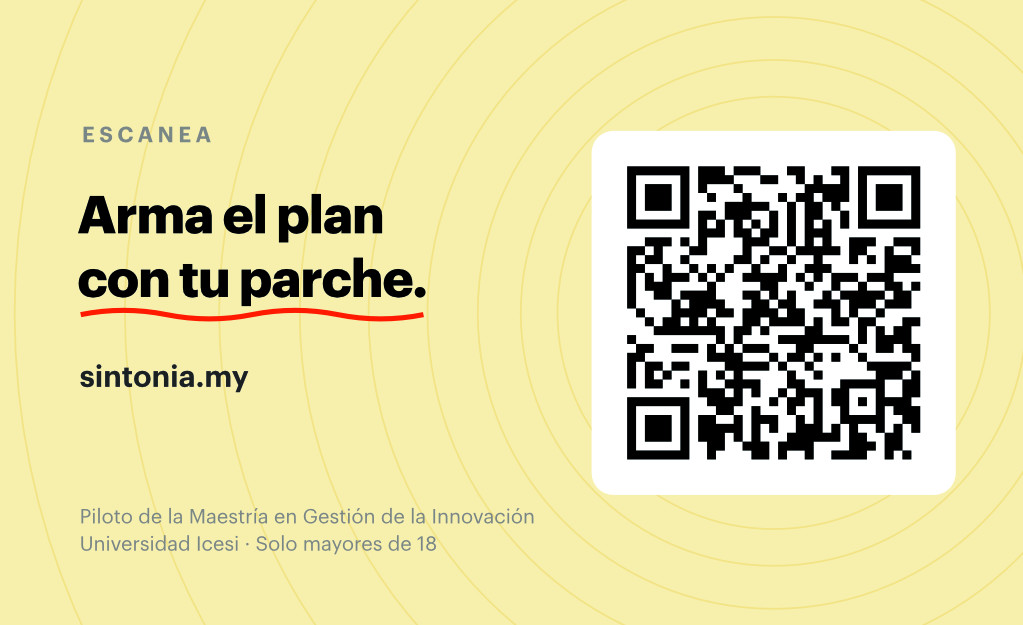 ESCANEA
Arma el plan
con tu parche.
sintonia.my
Piloto de la Maestría en Gestión de la Innovación
Universidad Icesi · Solo mayores de 18